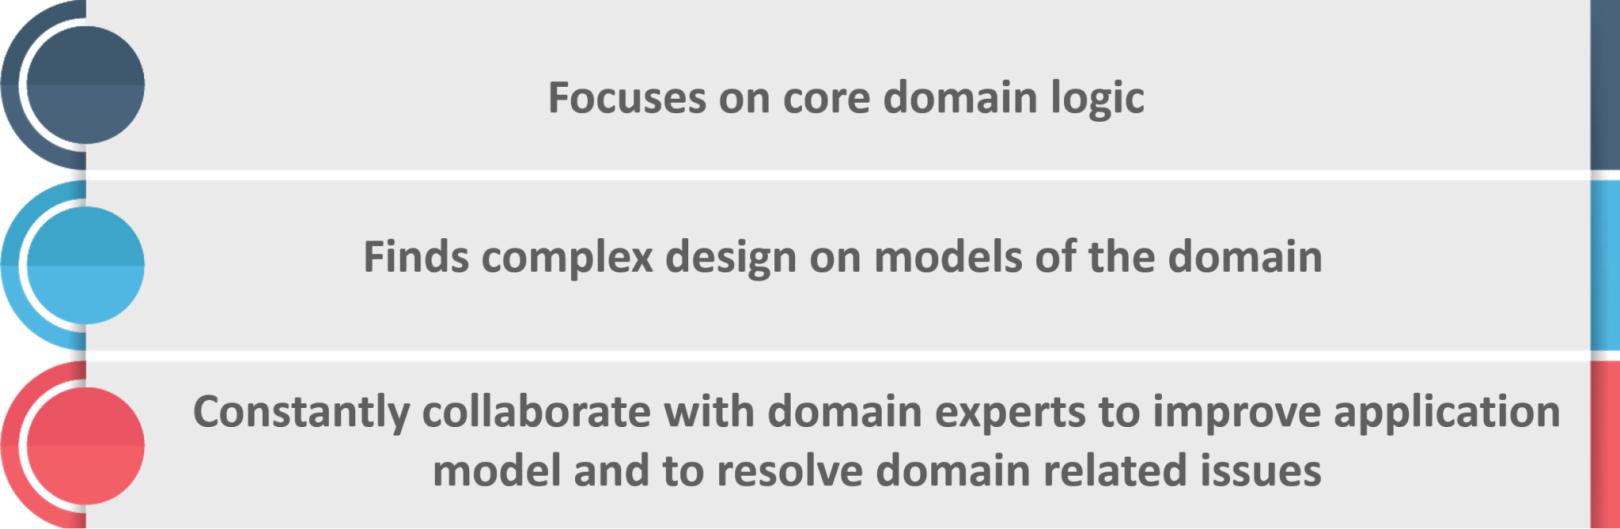 Focuses on core domain logic
Finds complex design on models of the domain
Constantly collaborate with domain experts to improve application
model and to resolve domain related issues